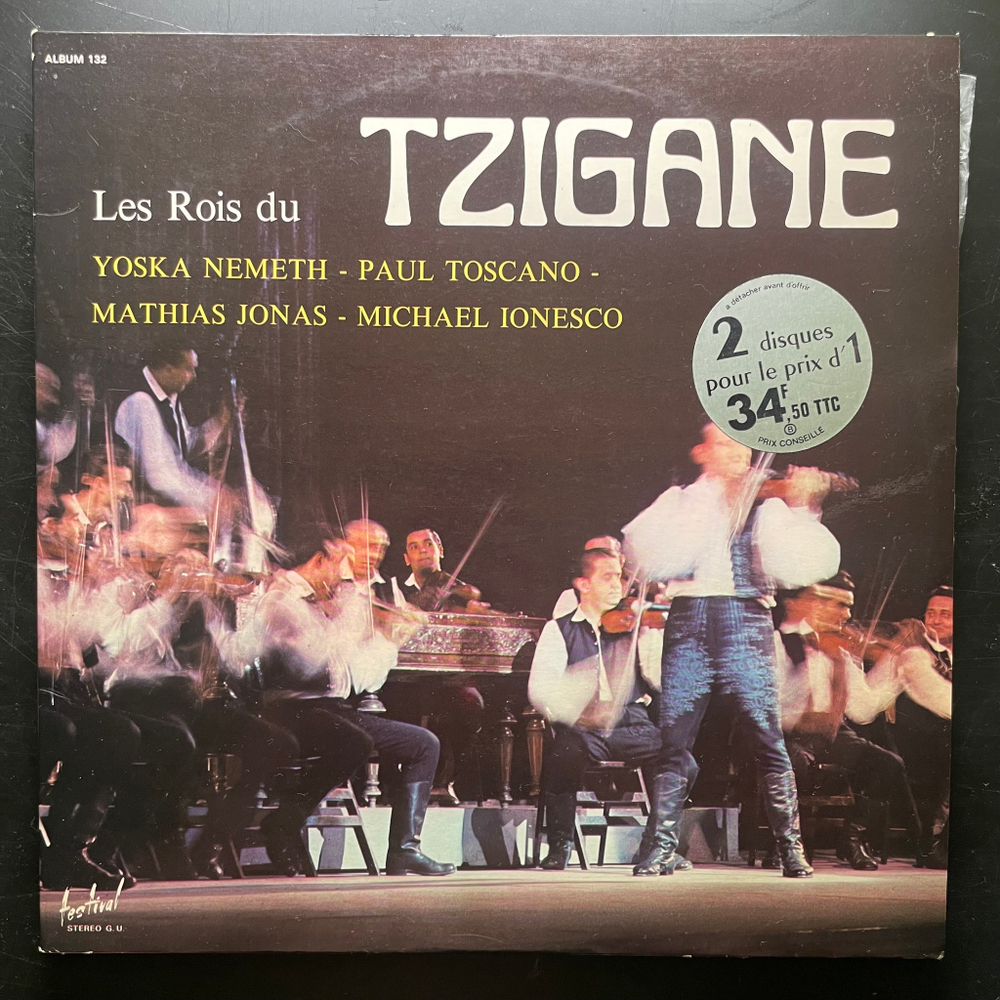 ALBUM 132
TZIGANE
Les Rois du
YOSKA NEMETH - PAUL TOSCANO -
MATHIAS JONAS - MICHAEL IONESCO
a détacher avant d'offrir
2 disques
pour le prix d'1
34F,50 TTC
B
PRIX CONSEILLE
festival
STEREO G.U.